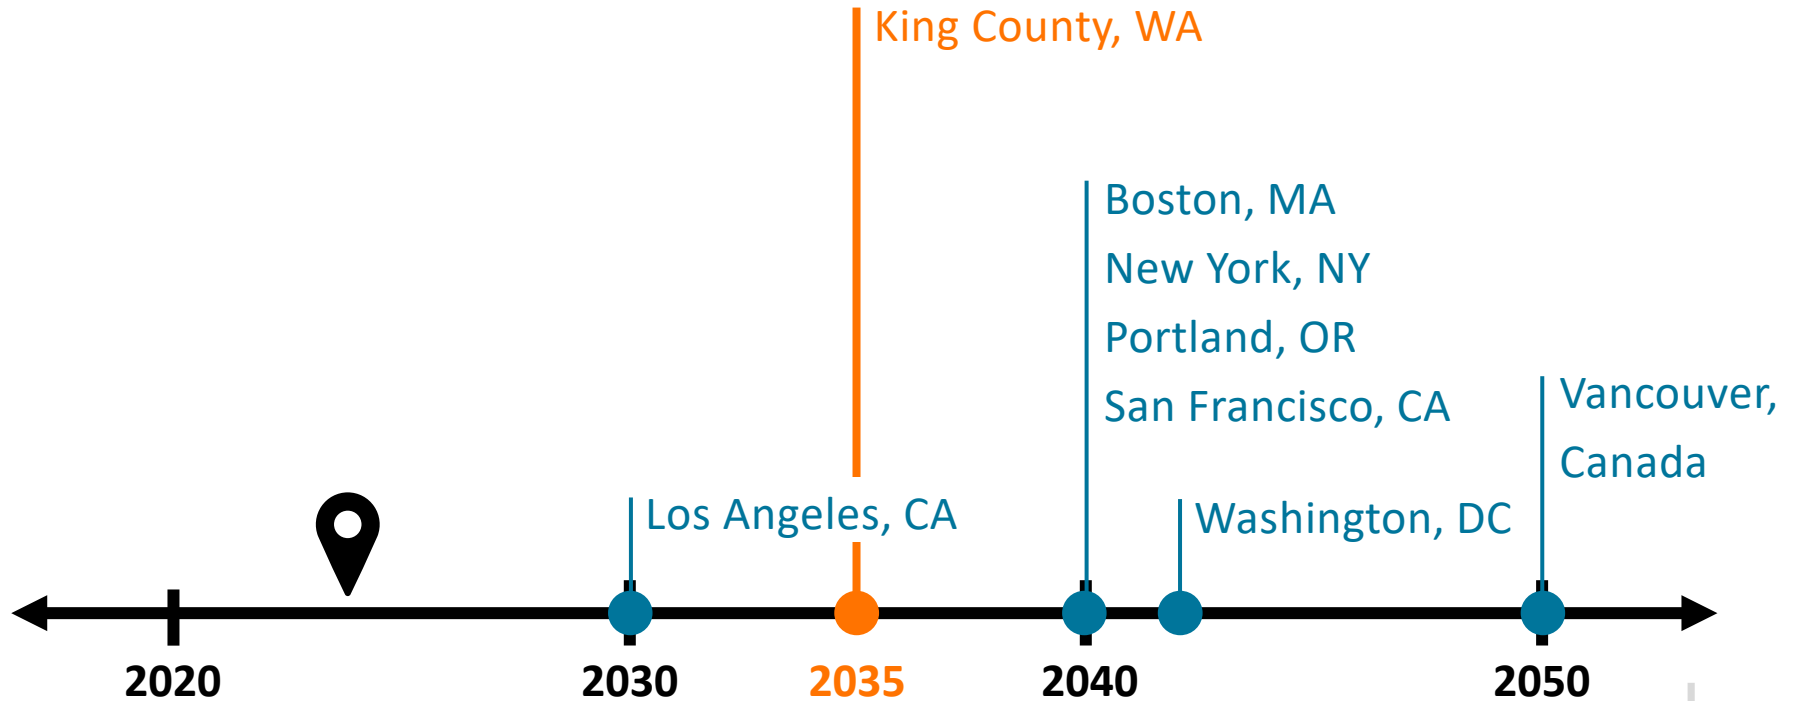 King County, WA
Boston, MA
New York, NY
Portland, OR
San Francisco, CA
Vancouver,
Canada
Los Angeles, CA
Washington, DC
2020
2030
2035
2040
2050